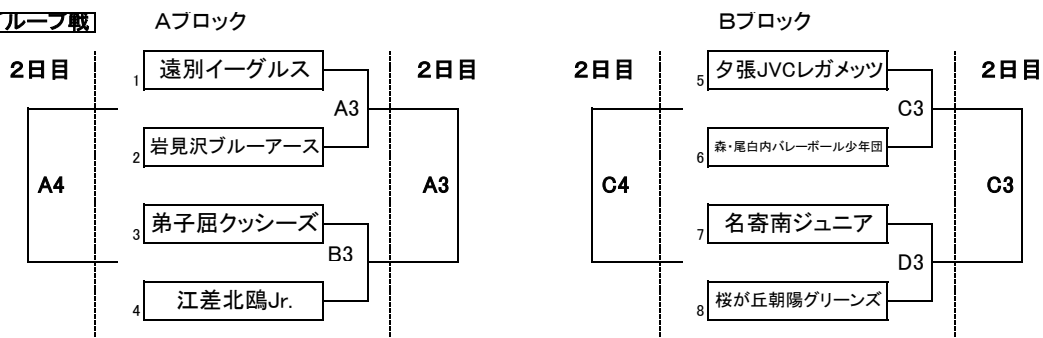 ループ戦
Aブロック
2日目
2日目
1 遠別イーグルス
A3
2 岩見沢ブルーアース
A4
A3
3 弟子屈クッシーズ
B3
4 江差北鴎Jr.
Bブロック
2日目
2日目
5 夕張JVCレガメッツ
C3
6 森・尾白内バレーボール少年団
C4
C3
7 名寄南ジュニア
D3
8 桜が丘朝陽グリーンズ